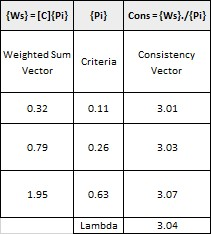 {Ws} = [C]{Pi} {Pi} Cons = {Ws}./{Pi}
Weighted Sum Vector Criteria Consistency Vector
0.32 0.11 3.01
0.79 0.26 3.03
1.95 0.63 3.07
Lambda 3.04